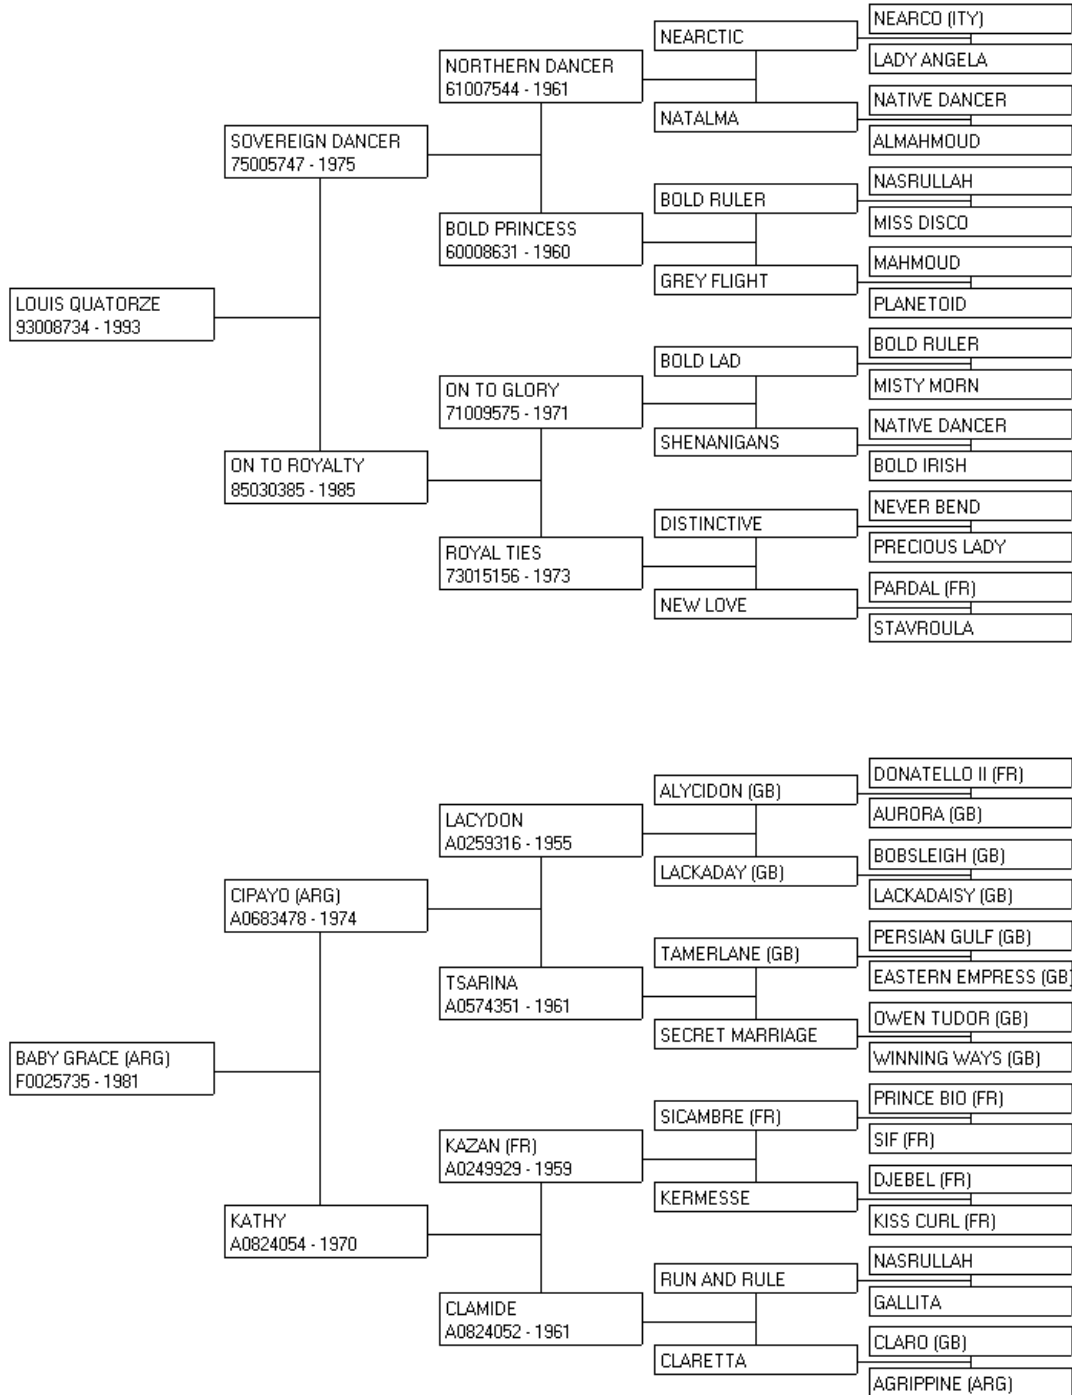 NEARCO (ITY)
NEARCTIC
LADY ANGELA
NORTHERN DANCER
61007544 - 1961
NATIVE DANCER
NATALMA
ALMAHMOUD
SOVEREIGN DANCER
75005747 - 1975
NASRULLAH
BOLD RULER
MISS DISCO
BOLD PRINCESS
60008631 - 1960
MAHMOUD
GREY FLIGHT
PLANETOID
LOUIS QUATORZE
93008734 - 1993
BOLD RULER
BOLD LAD
MISTY MORN
ON TO GLORY
71009575 - 1971
NATIVE DANCER
SHENANIGANS
BOLD IRISH
ON TO ROYALTY
85030385 - 1985
NEVER BEND
DISTINCTIVE
PRECIOUS LADY
ROYAL TIES
73015156 - 1973
PARDAL (FR)
NEW LOVE
STAVROULA
DONATELLO II (FR)
ALYCIDON (GB)
AURORA (GB)
LACYDON
A0259316 - 1955
BOBSLEIGH (GB)
LACKADAY (GB)
LACKADAISY (GB)
CIPAYO (ARG)
A0683478 - 1974
PERSIAN GULF (GB)
TAMERLANE (GB)
EASTERN EMPRESS (GB)
TSARINA
A0574351 - 1961
OWEN TUDOR (GB)
SECRET MARRIAGE
WINNING WAYS (GB)
BABY GRACE (ARG)
F0025735 - 1981
PRINCE BIO (FR)
SICAMBRE (FR)
SIF (FR)
KAZAN (FR)
A0249929 - 1959
DJEBEL (FR)
KERMESSE
KISS CURL (FR)
KATHY
A0824054 - 1970
NASRULLAH
RUN AND RULE
GALLITA
CLAMIDE
A0824052 - 1961
CLARO (GB)
CLARETTA
AGRIPPINE (ARG)